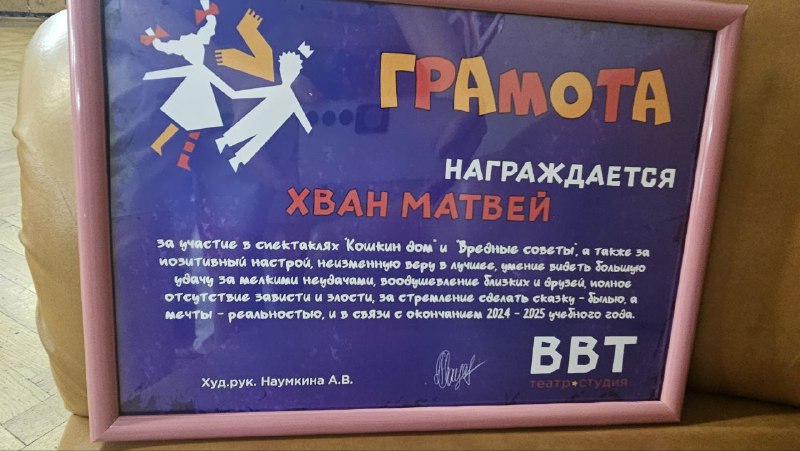 ГРАМОТА
НАГРАЖДАЕТСЯ
ХВАН МАТВЕЙ
за участие в спектаклях "Кошкин дом" и "Вредные советы", а также за
позитивный настрой, неизменную веру в лучшее, умение видеть большую
удачу за мелкими неудачами, воодушевление близких и друзей, полное
отсутствие зависти и злости, за стремление сделать сказку - былью, а
мечты - реальностью, и в связи с окончанием 2024 - 2025 учебного года.
Худ.рук. Наумкина А.В.
ВВТ
театр★студия